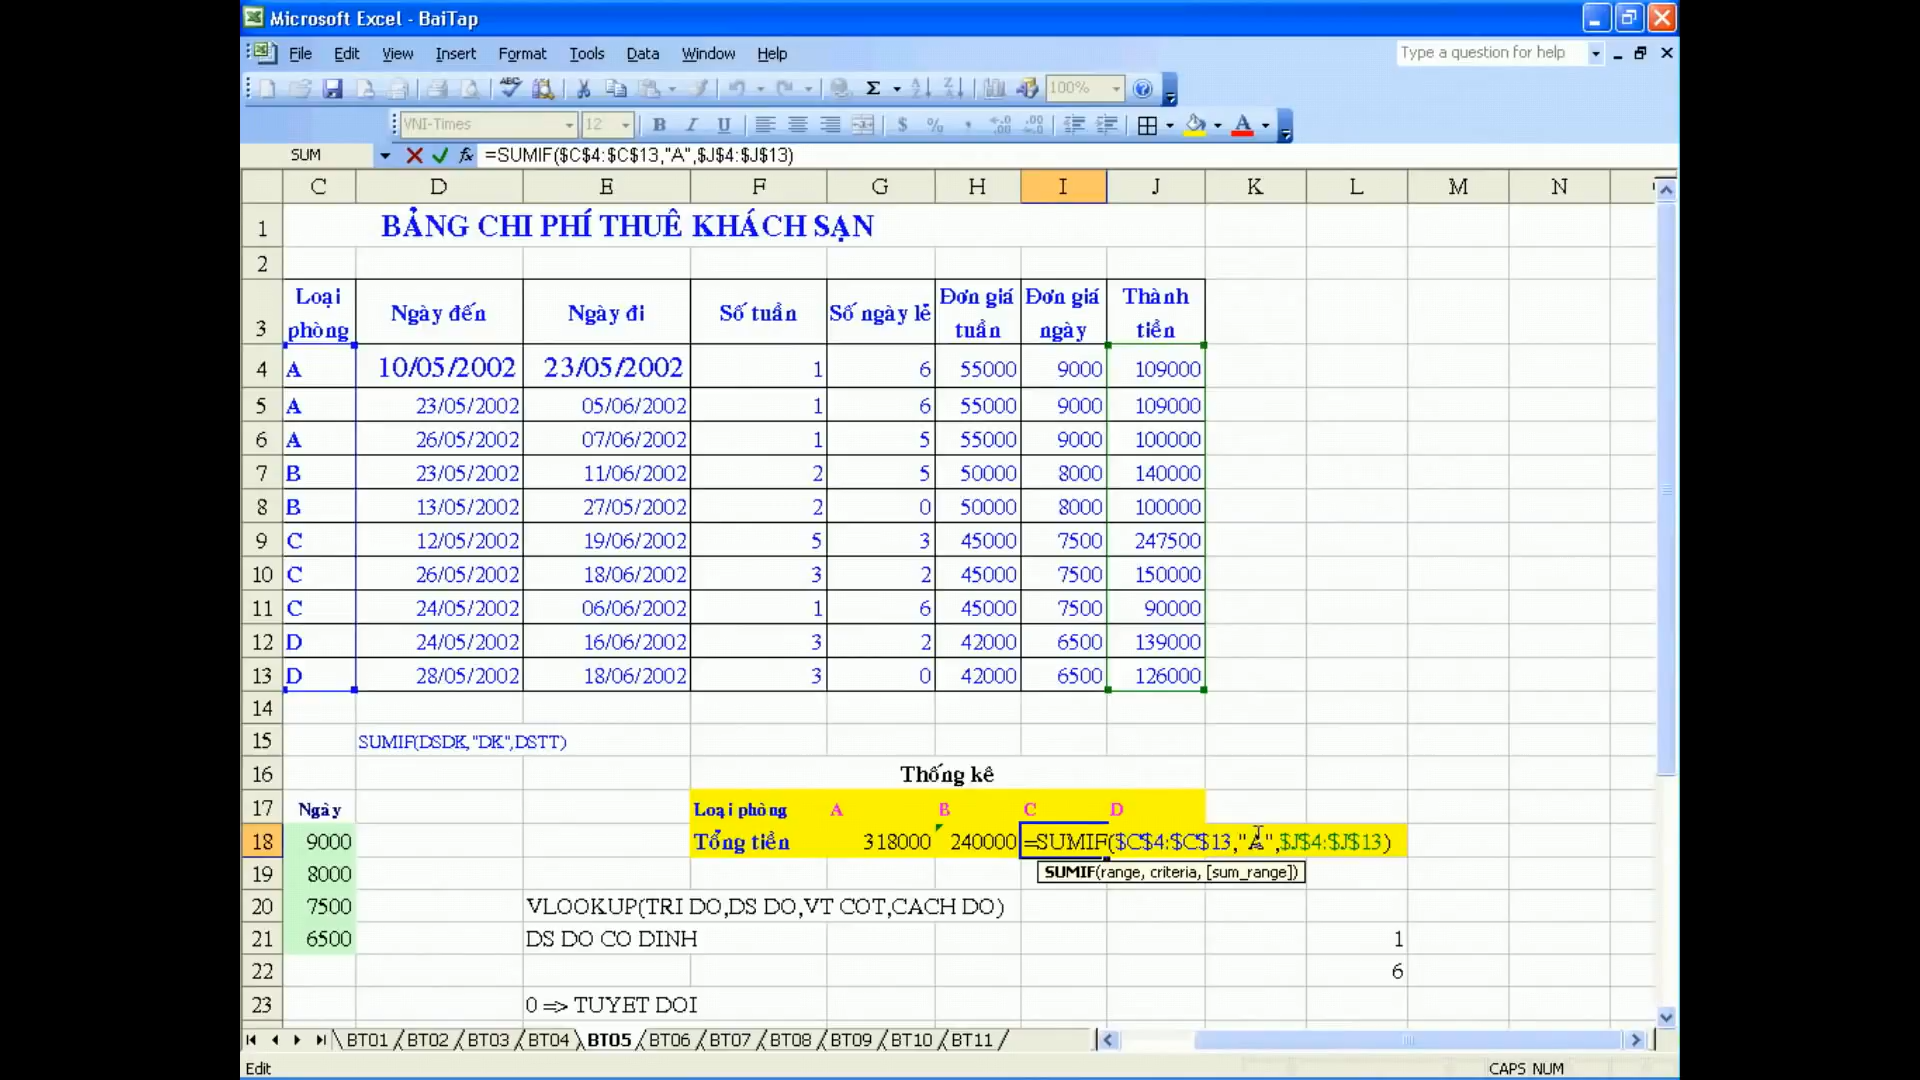 Microsoft Excel - BaiTap
File Edit View Insert Format Tools Data Window Help
Type a question for help
100%
VNI-Times 12 B I U
SUM =SUMIF($C$4:$C$13,"A",$J$4:$J$13)
C D E F G H I J K L M N
1 BẢNG CHI PHÍ THUÊ KHÁCH SẠN
2
3 Loại phòng Ngày đến Ngày đi Số tuần Số ngày lẻ Đơn giá tuần Đơn giá ngày Thành tiền
4 A 10/05/2002 23/05/2002 1 6 55000 9000 109000
5 A 23/05/2002 05/06/2002 1 6 55000 9000 109000
6 A 26/05/2002 07/06/2002 1 5 55000 9000 100000
7 B 23/05/2002 11/06/2002 2 5 50000 8000 140000
8 B 13/05/2002 27/05/2002 2 0 50000 8000 100000
9 C 12/05/2002 19/06/2002 5 3 45000 7500 247500
10 C 26/05/2002 18/06/2002 3 2 45000 7500 150000
11 C 24/05/2002 06/06/2002 1 6 45000 7500 90000
12 D 24/05/2002 16/06/2002 3 2 42000 6500 139000
13 D 28/05/2002 18/06/2002 3 0 42000 6500 126000
14
15 SUMIF(DSDK,"DK",DSTT)
16 Thống kê
17 Ngày Loại phòng A B C D
18 9000 Tổng tiền 318000 240000 =SUMIF($C$4:$C$13,"A",$J$4:$J$13)
19 8000 SUMIF(range, criteria, [sum_range])
20 7500 VLOOKUP(TRI DO,DS DO,VT COT,CACH DO)
21 6500 DS DO CO DINH 1
22 6
23 0 => TUYET DOI
BT01 BT02 BT03 BT04 BT05 BT06 BT07 BT08 BT09 BT10 BT11
Edit CAPS NUM